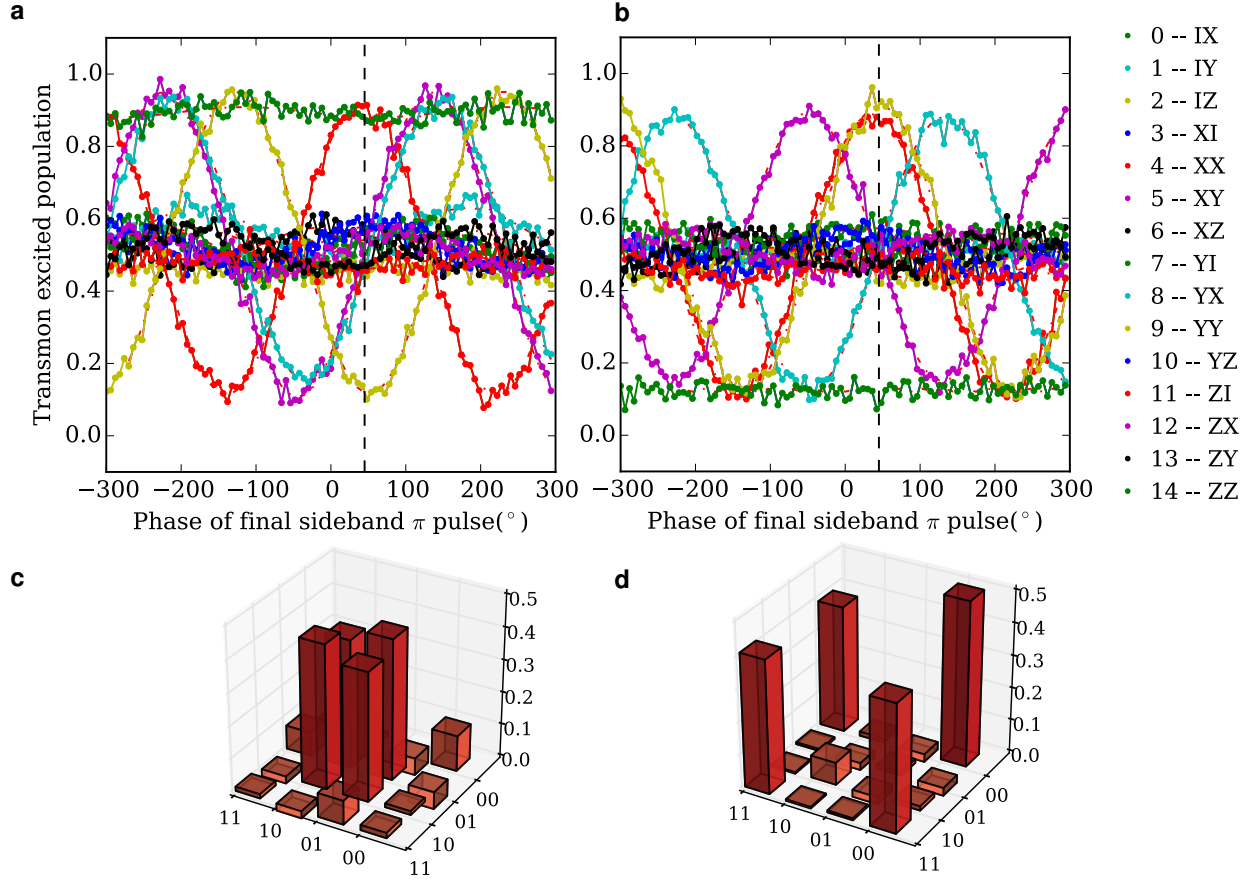 a
b
Transmon excited population
1.0
0.8
0.6
0.4
0.2
0.0
−300 −200 −100 0 100 200 300
Phase of final sideband π pulse(°)
1.0
0.8
0.6
0.4
0.2
0.0
−300 −200 −100 0 100 200 300
Phase of final sideband π pulse(°)
0 -- IX
1 -- IY
2 -- IZ
3 -- XI
4 -- XX
5 -- XY
6 -- XZ
7 -- YI
8 -- YX
9 -- YY
10 -- YZ
11 -- ZI
12 -- ZX
13 -- ZY
14 -- ZZ
c
0.5
0.4
0.3
0.2
0.1
0.0
11 10 01 00
00
01
10
11
d
0.5
0.4
0.3
0.2
0.1
0.0
11 10 01 00
00
01
10
11